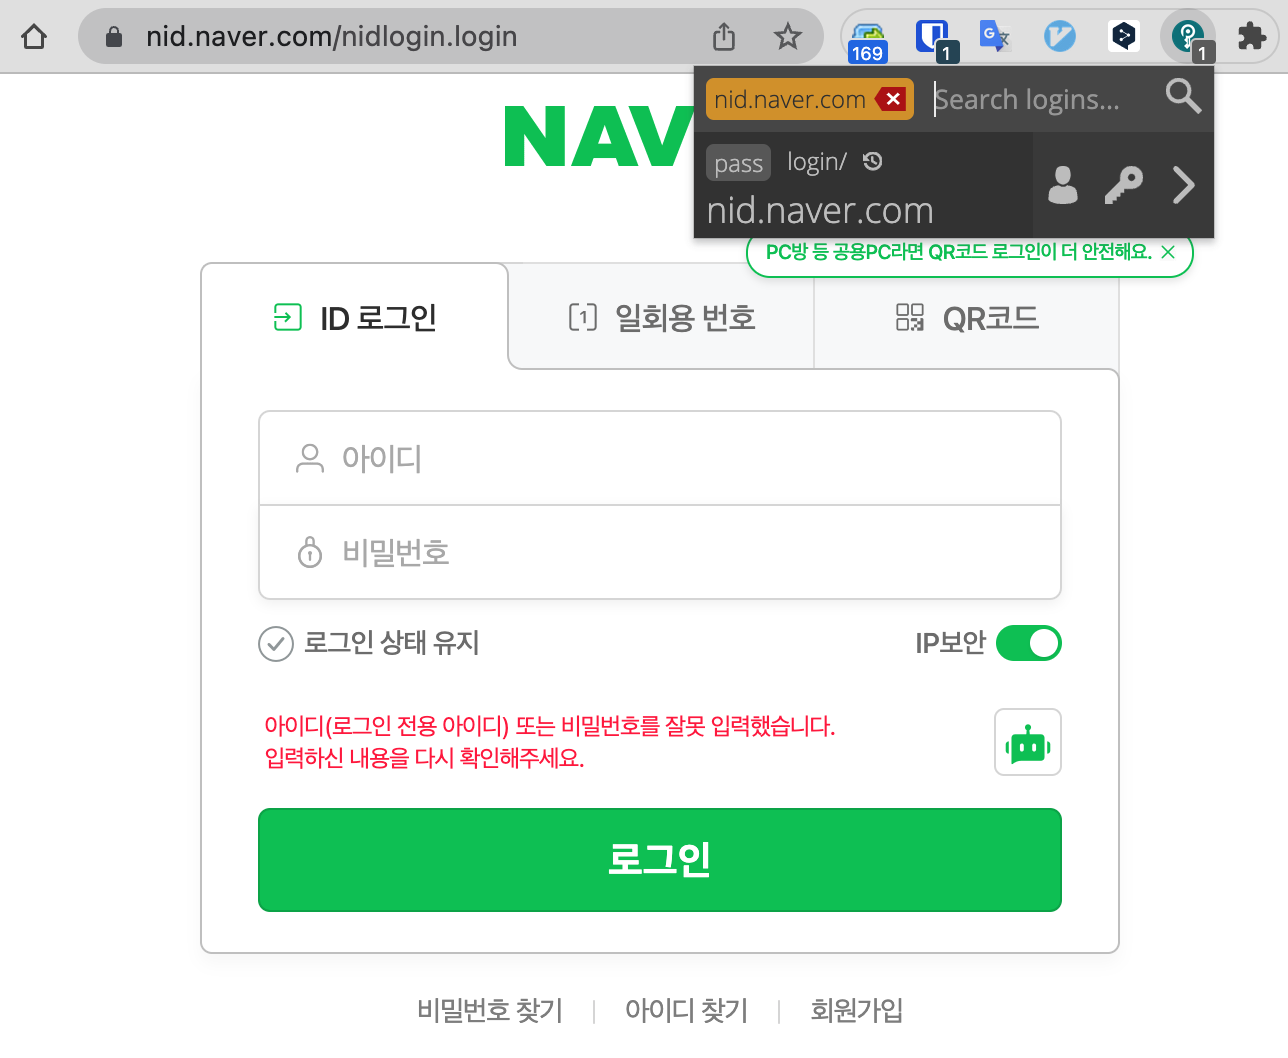 nid.naver.com/nidlogin.login
169
1
1
nid.naver.com
Search logins...
pass login/
nid.naver.com
NAV
PC방 등 공용PC라면 QR코드 로그인이 더 안전해요.
ID 로그인
1 일회용 번호
QR코드
아이디
비밀번호
로그인 상태 유지
IP보안
아이디(로그인 전용 아이디) 또는 비밀번호를 잘못 입력했습니다.
입력하신 내용을 다시 확인해주세요.
로그인
비밀번호 찾기
아이디 찾기
회원가입